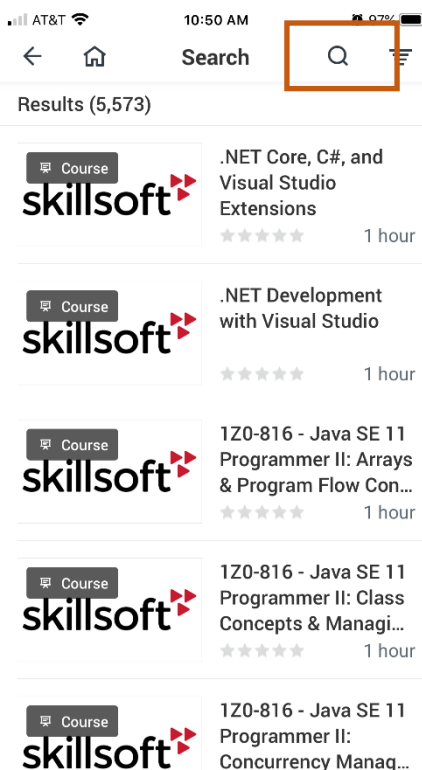 AT&T 10:50 AM 97%
Search
Results (5,573)
Course
skillsoft
.NET Core, C#, and
Visual Studio
Extensions
1 hour
Course
skillsoft
.NET Development
with Visual Studio
1 hour
Course
skillsoft
1Z0-816 - Java SE 11
Programmer II: Arrays
& Program Flow Con...
1 hour
Course
skillsoft
1Z0-816 - Java SE 11
Programmer II: Class
Concepts & Managi...
1 hour
Course
skillsoft
1Z0-816 - Java SE 11
Programmer II:
Concurrency Manag...